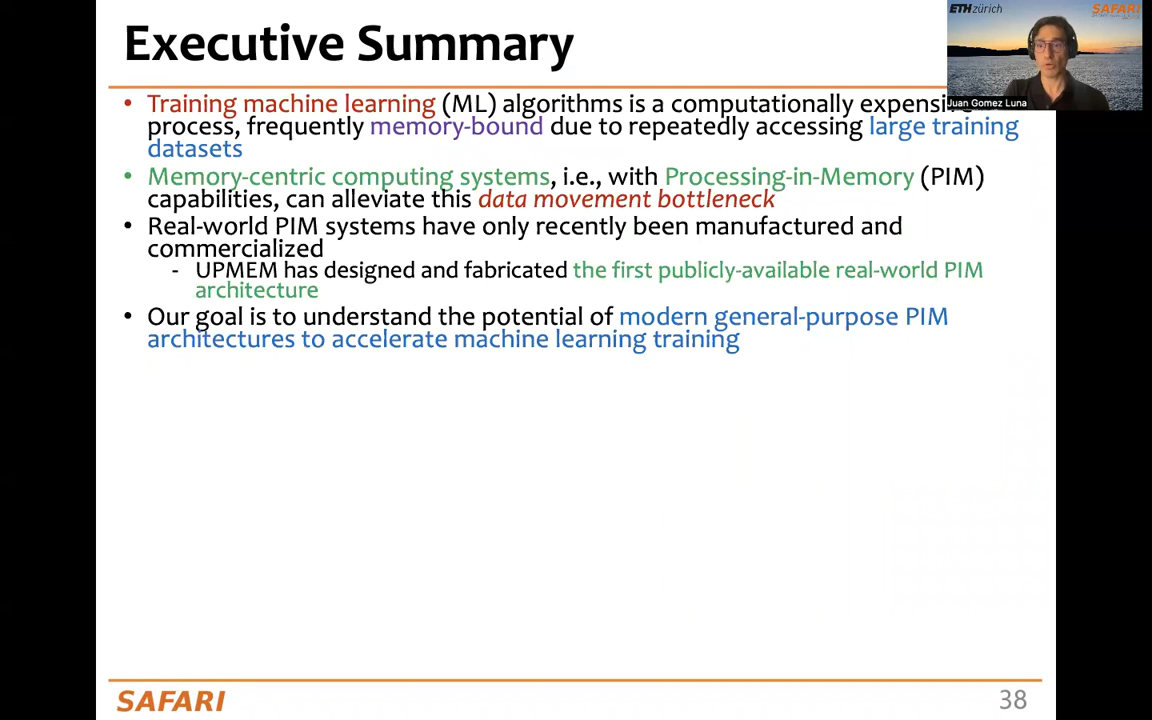 Executive Summary
• Training machine learning (ML) algorithms is a computationally
process, frequently memory-bound due to repeatedly accessing large training
datasets
• Memory-centric computing systems, i.e., with Processing-in-Memory (PIM)
capabilities, can alleviate this data movement bottleneck
• Real-world PIM systems have only recently been manufactured and
commercialized
- UPMEM has designed and fabricated the first publicly-available real-world PIM
architecture
• Our goal is to understand the potential of modern general-purpose PIM
architectures to accelerate machine learning training
SAFARI
38
ETH zürich
SAFARI
Juan Gomez Luna